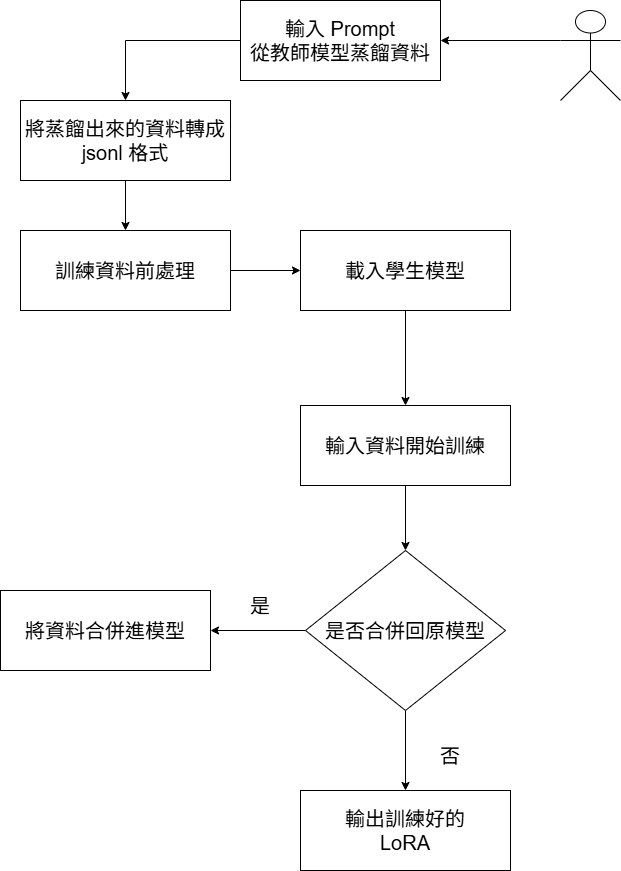 輸入 Prompt
從教師模型蒸餾資料
將蒸餾出來的資料轉成
jsonl 格式
訓練資料前處理
載入學生模型
輸入資料開始訓練
是否合併回原模型
是
將資料合併進模型
否
輸出訓練好的
LoRA